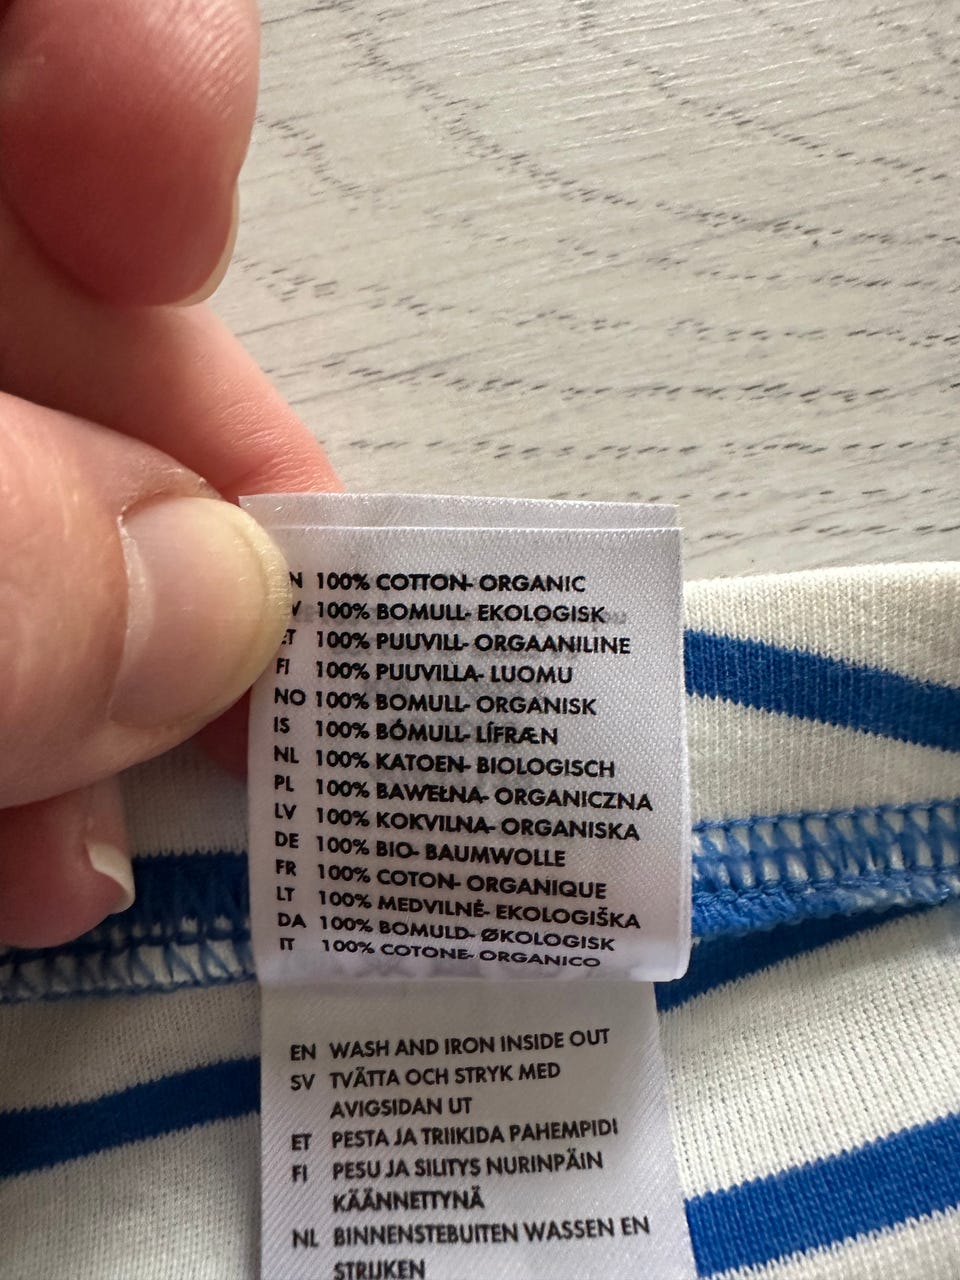 N 100% COTTON- ORGANIC
V 100% BOMULL- EKOLOGISK
ET 100% PUUVILL- ORGAANILINE
FI 100% PUUVILLA- LUOMU
NO 100% BOMULL- ORGANISK
IS 100% BÓMULL- LÍFRÆN
NL 100% KATOEN- BIOLOGISCH
PL 100% BAWEŁNA- ORGANICZNA
LV 100% KOKVILNA- ORGANISKA
DE 100% BIO- BAUMWOLLE
FR 100% COTON- ORGANIQUE
LT 100% MEDVILNĖ- EKOLOGIŠKA
DA 100% BOMULD- ØKOLOGISK
IT 100% COTONE- ORGANICO
EN WASH AND IRON INSIDE OUT
SV TVÄTTA OCH STRYK MED
AVIGSIDAN UT
ET PESTA JA TRIIKIDA PAHEMPIDI
FI PESU JA SILITYS NURINPÄIN
KÄÄNNETTYNÄ
NL BINNENSTEBUITEN WASSEN EN
STRIJKEN